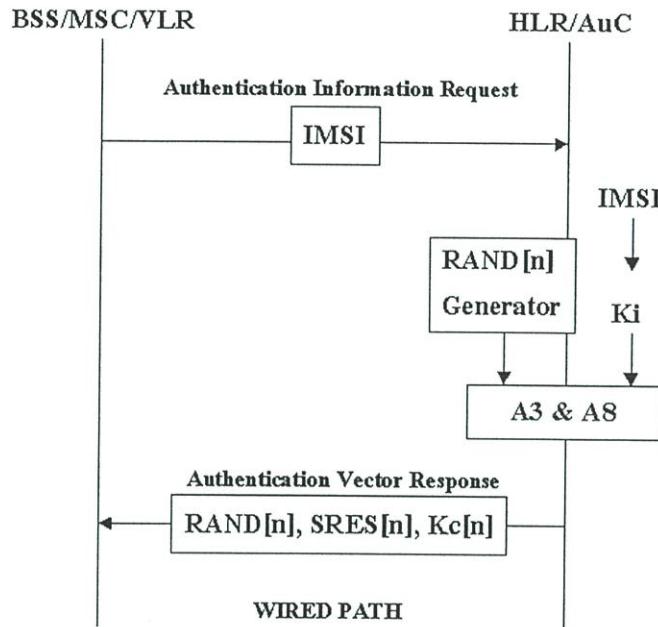 BSS/MSC/VLR
HLR/AuC
Authentication Information Request
IMSI
IMSI
RAND[n]
Generator
Ki
A3 & A8
Authentication Vector Response
RAND[n], SRES[n], Kc[n]
WIRED PATH